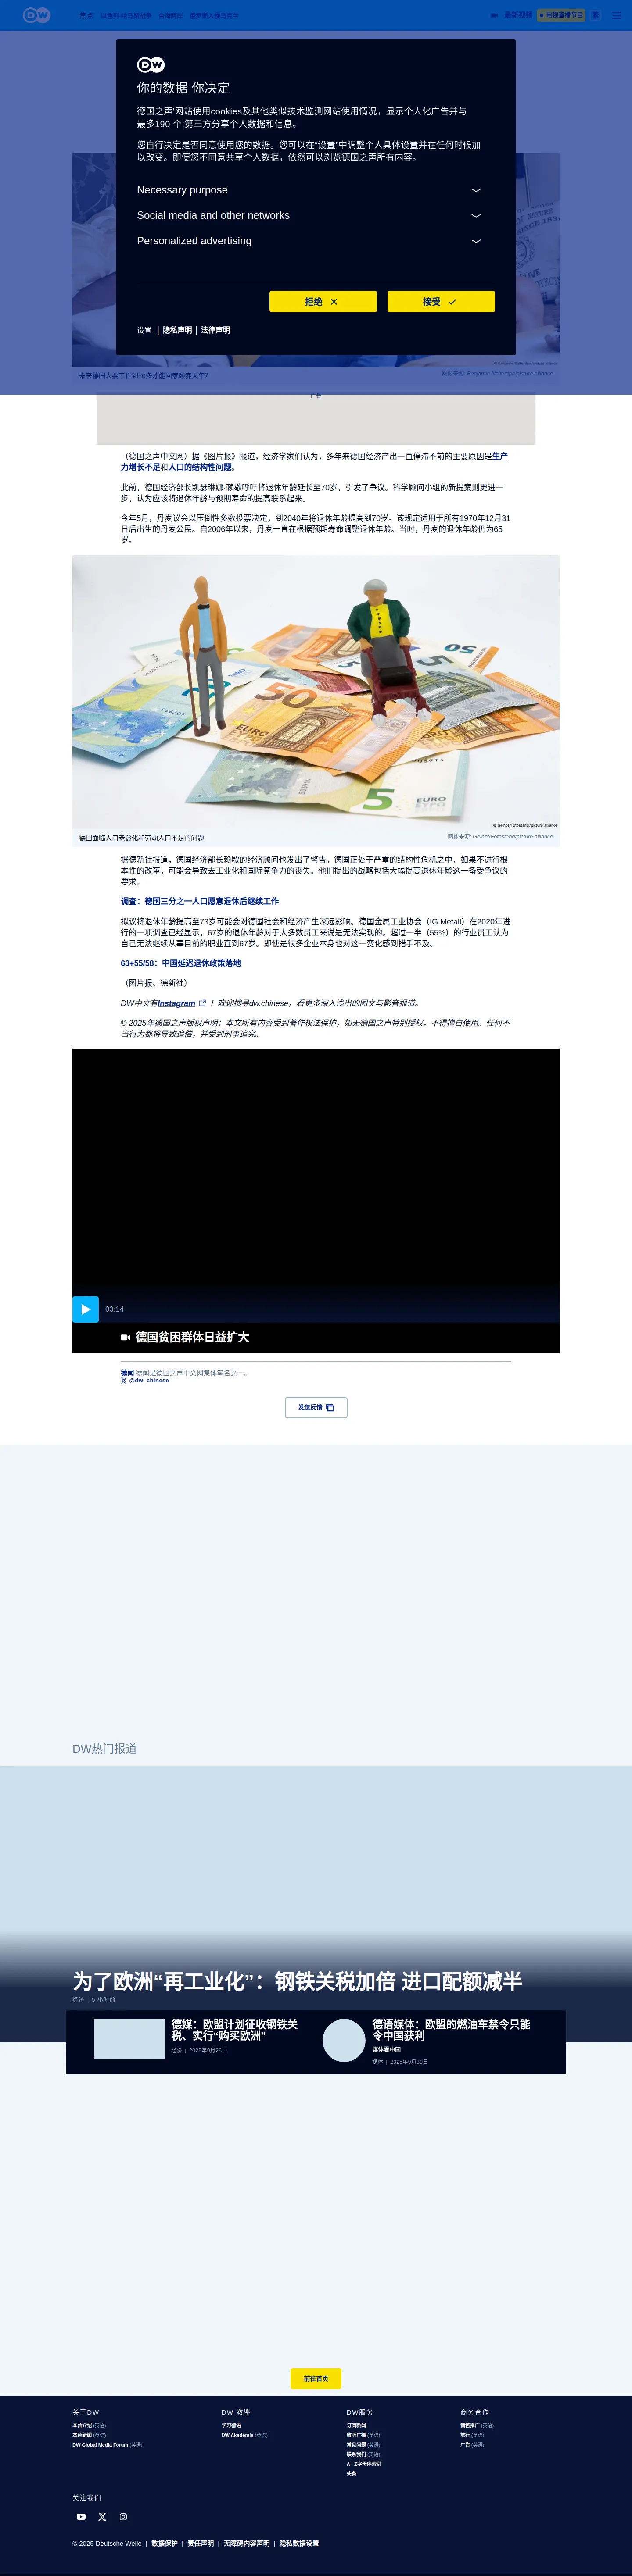 DW
热 点
以色列-哈马斯战争
台海两岸
俄罗斯入侵乌克兰
最新视频
电视直播节目
DW
你的数据 你决定
德国之声'网站使用cookies及其他类似技术监测网站使用情况，显示个人化广告并与
最多190 个;第三方分享个人数据和信息。
您自行决定是否同意使用您的数据。您可以在"设置"中调整个人具体设置并在任何时候加
以改变。即便您不同意共享个人数据，依然可以浏览德国之声所有内容。
Necessary purpose
Social media and other networks
Personalized advertising
拒绝
接受
设置 | 隐私声明 | 法律声明
未来德国人要工作到70多才能回家颐养天年？
广告
（德国之声中文网）据《图片报》报道，经济学家们认为，多年来德国经济产出一直停滞不前的主要原因是生产
力增长不足和人口的结构性问题。
此前，德国经济部长凯瑟琳娜·赖歇呼吁将退休年龄延长至70岁，引发了争议。科学顾问小组的新提案则更进一
步，认为应该将退休年龄与预期寿命的提高联系起来。
今年5月，丹麦议会以压倒性多数投票决定，到2040年将退休年龄提高到70岁。该规定适用于所有1970年12月31
日后出生的丹麦公民。自2006年以来，丹麦一直在根据预期寿命调整退休年龄。当时，丹麦的退休年龄仍为65
岁。
50
EURO
© Gelhot/Fotostand/picture alliance
德国面临人口老龄化和劳动人口不足的问题
图像来源: Gelhot/Fotostand/picture alliance
据德新社报道，德国经济部长赖歇的经济顾问也发出了警告。德国正处于严重的结构性危机之中，如果不进行根
本性的改革，可能会导致去工业化和国际竞争力的丧失。他们提出的战略包括大幅提高退休年龄这一备受争议的
要求。
调查：德国三分之一人口愿意退休后继续工作
拟议将退休年龄提高至73岁可能会对德国社会和经济产生深远影响。德国金属工业协会（IG Metall）在2020年进
行的一项调查已经显示，67岁的退休年龄对于大多数员工来说是无法实现的。超过一半（55%）的行业员工认为
自己无法继续从事目前的职业直到67岁。即使是很多企业本身也对这一变化感到措手不及。
63+55/58：中国延迟退休政策落地
（图片报、德新社）
DW中文有Instagram ！欢迎搜寻dw.chinese，看更多深入浅出的图文与影音报道。
© 2025年德国之声版权声明：本文所有内容受到著作权法保护，如无德国之声特别授权，不得擅自使用。任何不
当行为都将导致追偿，并受到刑事追究。
03:14
德国贫困群体日益扩大
德闻 德闻是德国之声中文网集体笔名之一。
@dw_chinese
发送反馈
DW热门报道
为了欧洲“再工业化”：钢铁关税加倍 进口配额减半
经济 | 5 小时前
德媒：欧盟计划征收钢铁关
税、实行“购买欧洲”
经济 | 2025年9月26日
德语媒体：欧盟的燃油车禁令只能
令中国获利
媒体看中国
媒体 | 2025年9月30日
前往首页
关于DW
本台介绍 (英语)
本台新闻 (英语)
DW Global Media Forum (英语)
DW 教學
学习德语
DW Akademie (英语)
DW服务
订阅新闻
收听广播 (英语)
常见问题 (英语)
联系我们 (英语)
A - Z字母序索引
头条
商务合作
销售推广 (英语)
旅行 (英语)
广告 (英语)
关注我们
© 2025 Deutsche Welle | 数据保护 | 责任声明 | 无障碍内容声明 | 隐私数据设置